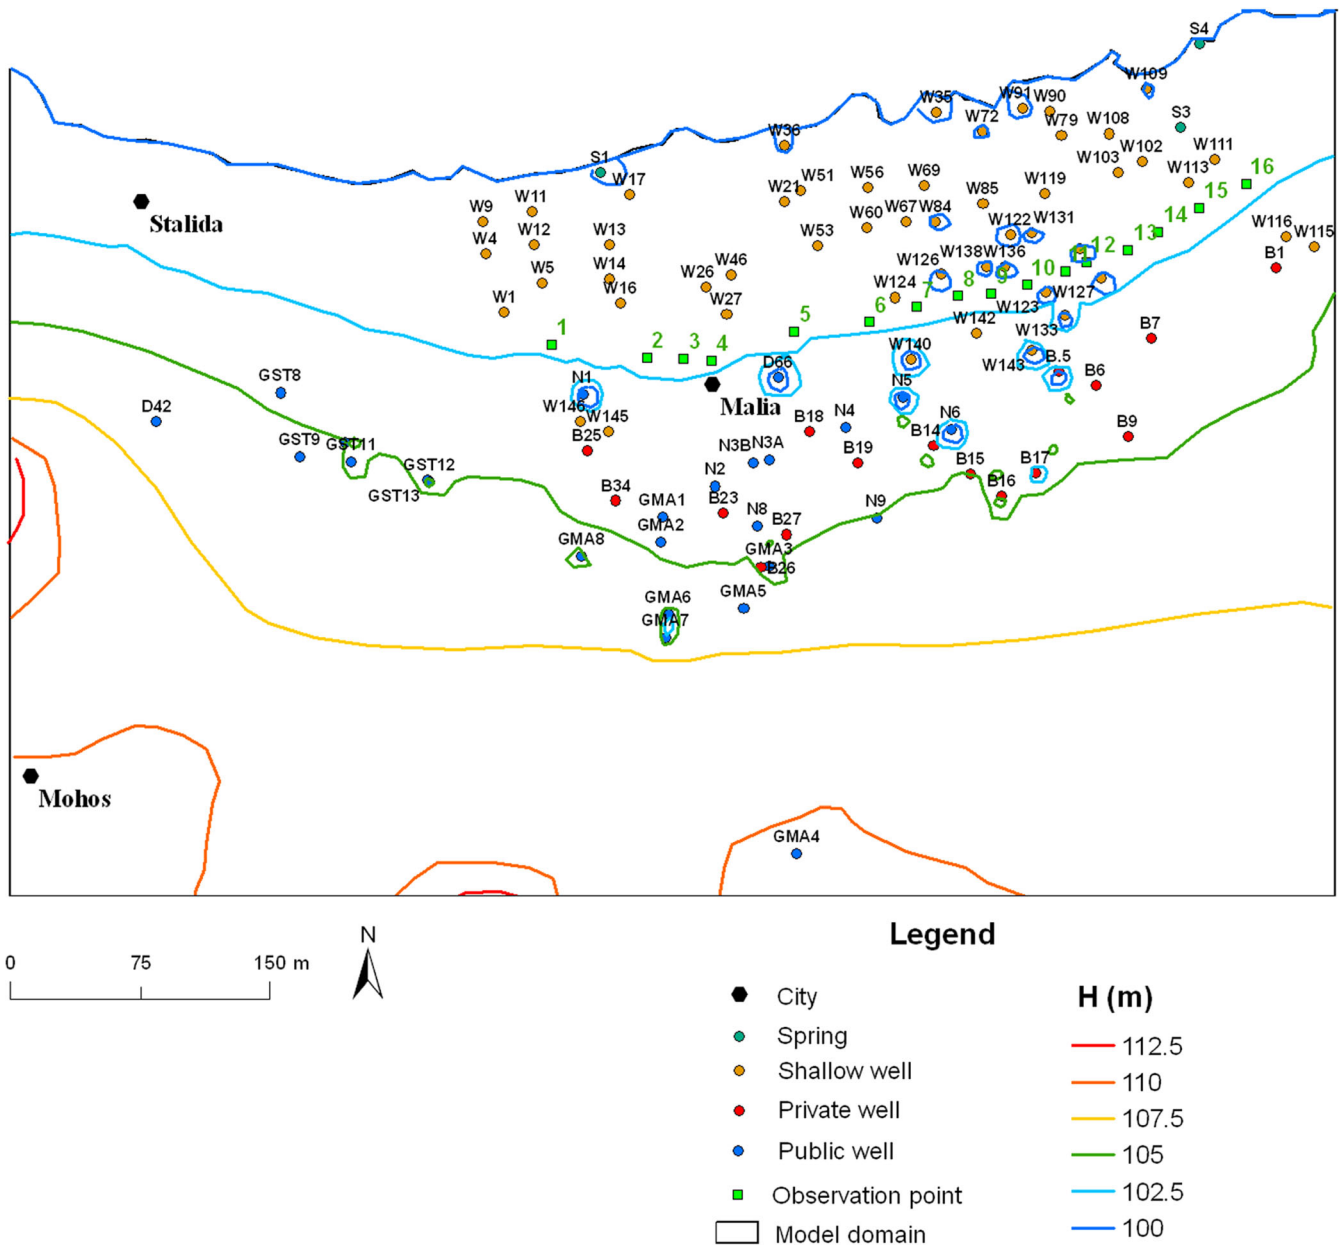 S4
W109
W35
W91 W90
W72
W79
W108
S3
W36
S1
W17
W103
W102
W111
W113
16
W51
W56
W69
W21
W119
W85
15
W11
W9
W53
W60
W67
W84
W122
W131
14
W116
W115
Stalida
W12
W4
W13
13
B1
12
11
W46
W14
W26
W126
W138
W136
10
W5
W16
W27
W124
9
8
W127
7
W123
W1
6
5
W142
W133
B7
1
2
3
4
W140
W143
B.5
B6
D66
N1
N5
Malia
GST8
D42
W146
W145
B18
N4
B14
N6
B9
B25
GST9
GST11
N3B
N3A
B19
GST12
B15
B17
N2
GST13
B34
GMA1
B23
N8
N9
B16
GMA2
B27
GMA8
GMA3
B26
GMA6
GMA5
GMA7
Mohos
GMA4
N
0
75
150 m
Legend
City
Spring
Shallow well
Private well
Public well
Observation point
Model domain
H (m)
112.5
110
107.5
105
102.5
100